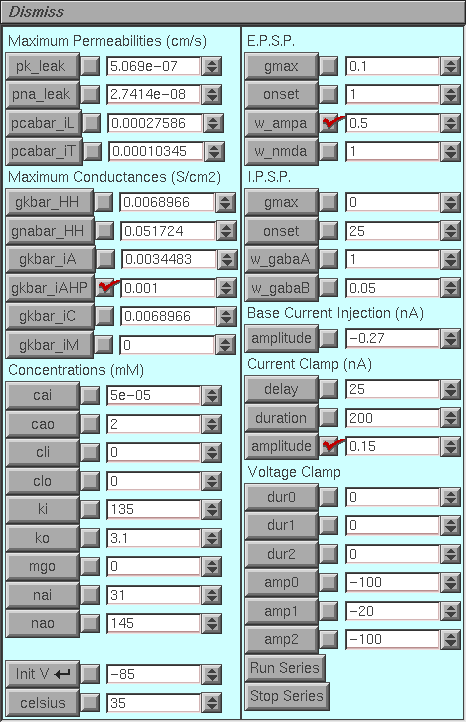 Dismiss
Maximum Permeabilities (cm/s)
pk_leak 5.069e-07
pna_leak 2.7414e-08
pcabar_iL 0.00027586
pcabar_iT 0.00010345
Maximum Conductances (S/cm2)
gkbar_HH 0.0068966
gnabar_HH 0.051724
gkbar_iA 0.0034483
gkbar_iAHP 0.001
gkbar_iC 0.0068966
gkbar_iM 0
Concentrations (mM)
cai 5e-05
cao 2
cli 0
clo 0
ki 135
ko 3.1
mgo 0
nai 31
nao 145
Init V -85
celsius 35
E.P.S.P.
gmax 0.1
onset 1
w_ampa 0.5
w_nmda 1
I.P.S.P.
gmax 0
onset 25
w_gabaA 1
w_gabaB 0.05
Base Current Injection (nA)
amplitude -0.27
Current Clamp (nA)
delay 25
duration 200
amplitude 0.15
Voltage Clamp
dur0 0
dur1 0
dur2 0
amp0 -100
amp1 -20
amp2 -100
Run Series
Stop Series